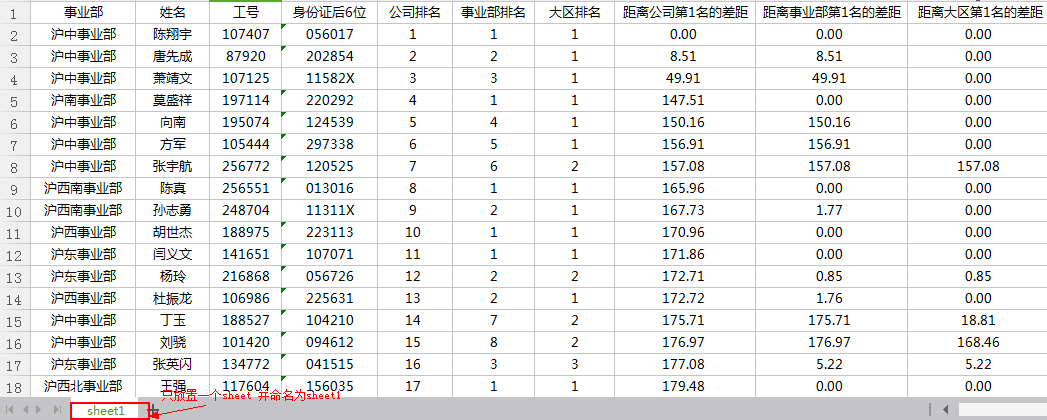 1 事业部 姓名 工号 身份证后6位 公司排名 事业部排名 大区排名 距离公司第1名的差距 距离事业部第1名的差距 距离大区第1名的差距
2 沪中事业部 陈翔宇 107407 056017 1 1 1 0.00 0.00 0.00
3 沪中事业部 唐先成 87920 202854 2 2 1 8.51 8.51 0.00
4 沪中事业部 萧靖文 107125 11582X 3 3 1 49.91 49.91 0.00
5 沪南事业部 莫盛祥 197114 220292 4 1 1 147.51 0.00 0.00
6 沪中事业部 向南 195074 124539 5 4 1 150.16 150.16 0.00
7 沪中事业部 方军 105444 297338 6 5 1 156.91 156.91 0.00
8 沪中事业部 张宇航 256772 120525 7 6 2 157.08 157.08 157.08
9 沪西南事业部 陈真 256551 013016 8 1 1 165.96 0.00 0.00
10 沪西南事业部 孙志勇 248704 11311X 9 2 1 167.73 1.77 0.00
11 沪西事业部 胡世杰 188975 223113 10 1 1 170.96 0.00 0.00
12 沪东事业部 闫义文 141651 107071 11 1 1 171.86 0.00 0.00
13 沪东事业部 杨玲 216868 056726 12 2 2 172.71 0.85 0.85
14 沪西事业部 杜振龙 106986 225631 13 2 1 172.72 1.76 0.00
15 沪中事业部 丁玉 188527 104210 14 7 2 175.71 175.71 18.81
16 沪中事业部 刘骁 101420 094612 15 8 2 176.97 176.97 168.46
17 沪东事业部 张英闪 134772 041515 16 3 3 177.08 5.22 5.22
18 沪西北事业部 王强 117604 156035 17 1 1 179.48 0.00 0.00
只放置一个sheet 并命名为sheet1
sheet1